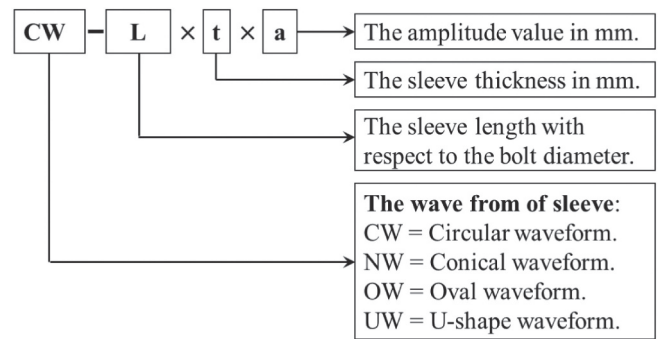 CW – L × t × a
The amplitude value in mm.
The sleeve thickness in mm.
The sleeve length with
respect to the bolt diameter.
The wave from of sleeve:
CW = Circular waveform.
NW = Conical waveform.
OW = Oval waveform.
UW = U-shape waveform.